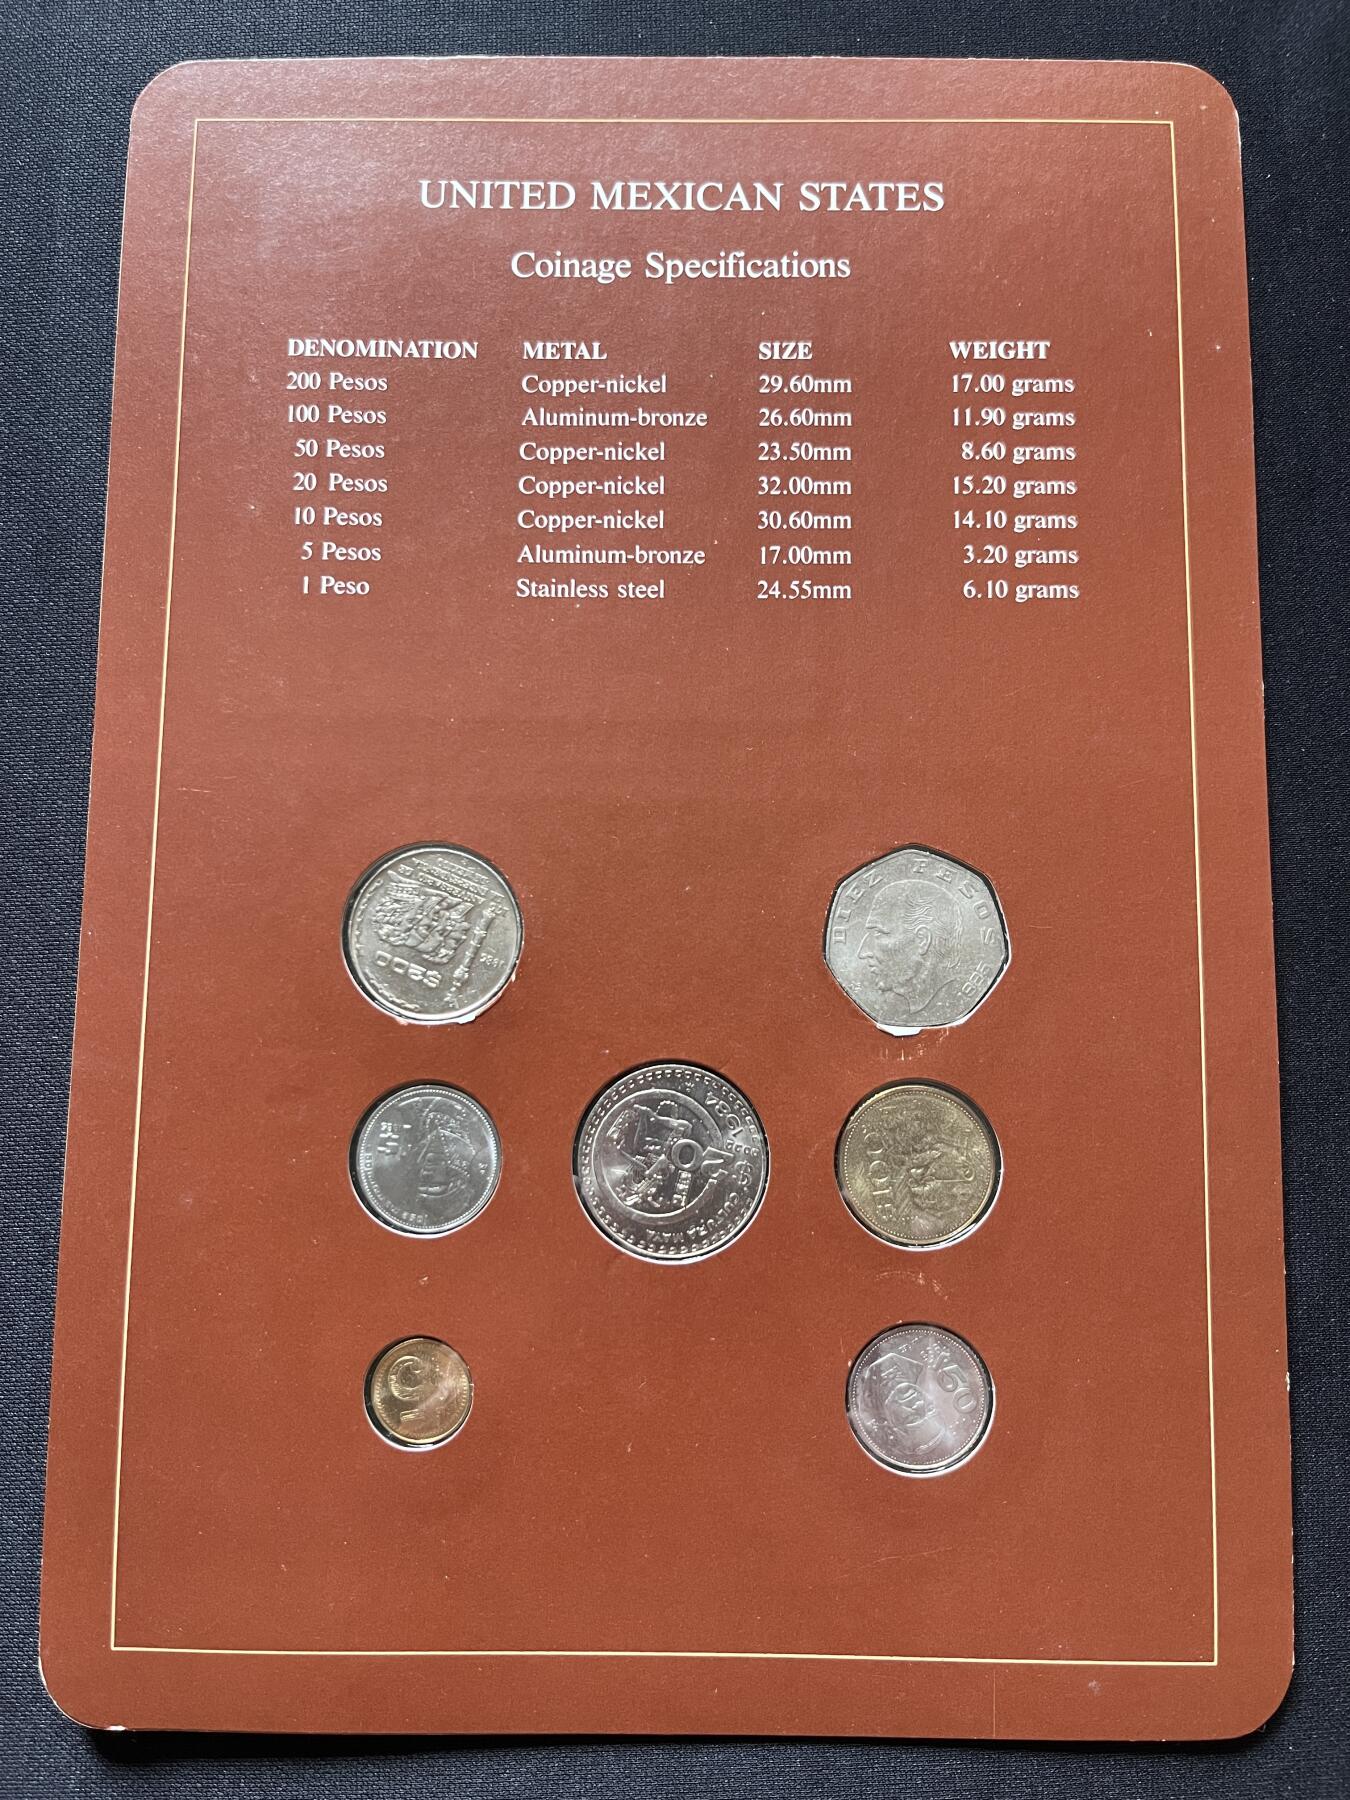 UNITED MEXICAN STATES
Coinage Specifications
DENOMINATION METAL SIZE WEIGHT
200 Pesos Copper-nickel 29.60mm 17.00 grams
100 Pesos Aluminum-bronze 26.60mm 11.90 grams
50 Pesos Copper-nickel 23.50mm 8.60 grams
20 Pesos Copper-nickel 32.00mm 15.20 grams
10 Pesos Copper-nickel 30.60mm 14.10 grams
5 Pesos Aluminum-bronze 17.00mm 3.20 grams
1 Peso Stainless steel 24.55mm 6.10 grams
$200
DIEZ PESOS
1985
1984
20
CULTURA MAYA
$100
$50